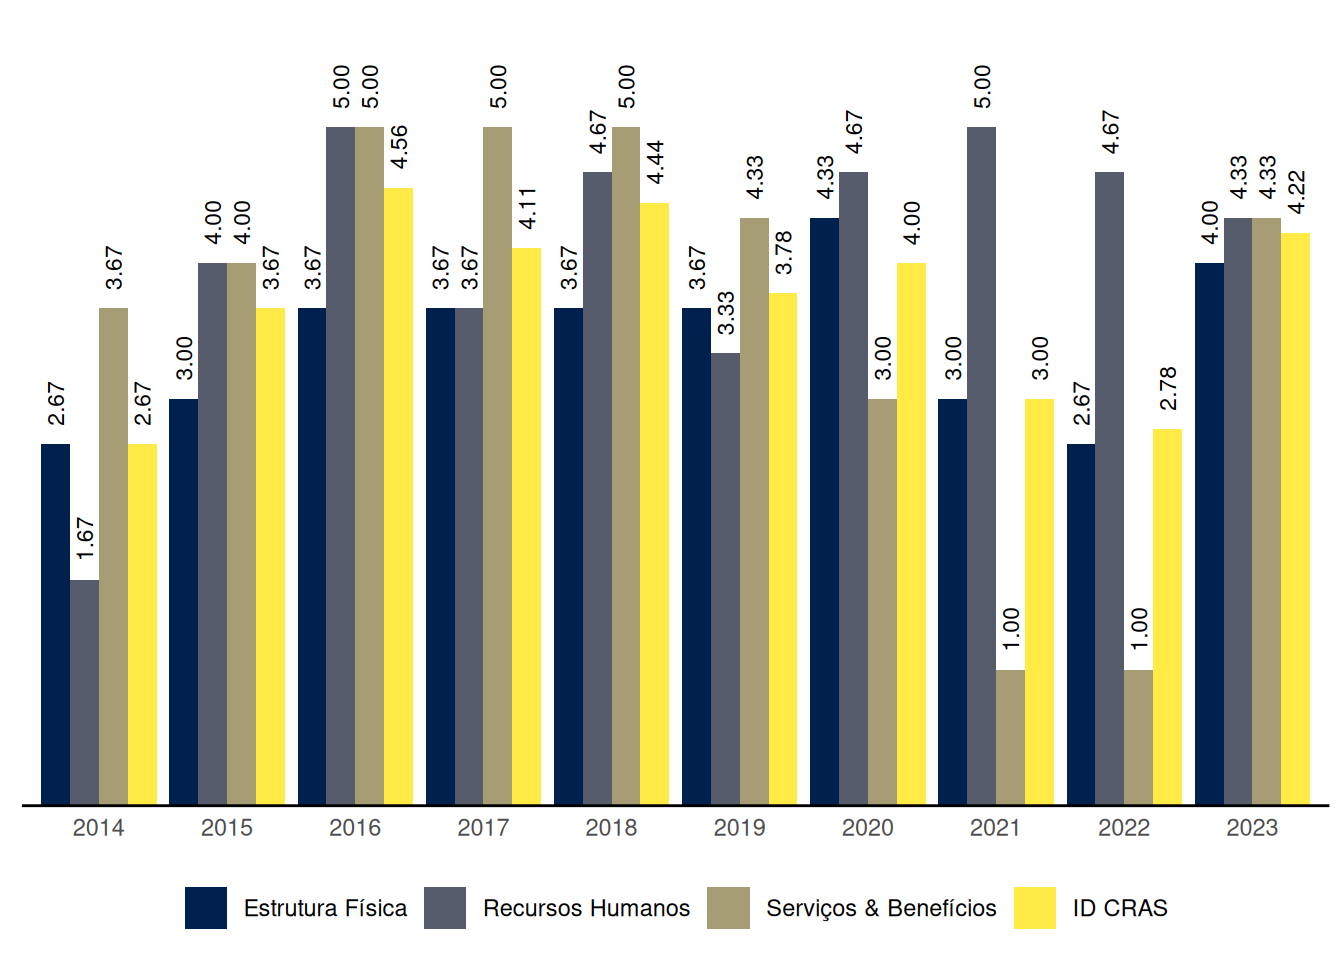 2.67 1.67 3.67 2.67
3.00 4.00 4.00 3.67
3.67 5.00 5.00 4.56
3.67 3.67 5.00 4.11
3.67 4.67 5.00 4.44
3.67 3.33 4.33 3.78
4.33 4.67 3.00 4.00
3.00 5.00 1.00 3.00
2.67 4.67 1.00 2.78
4.00 4.33 4.33 4.22
2014 2015 2016 2017 2018 2019 2020 2021 2022 2023
Estrutura Física Recursos Humanos Serviços & Benefícios ID CRAS